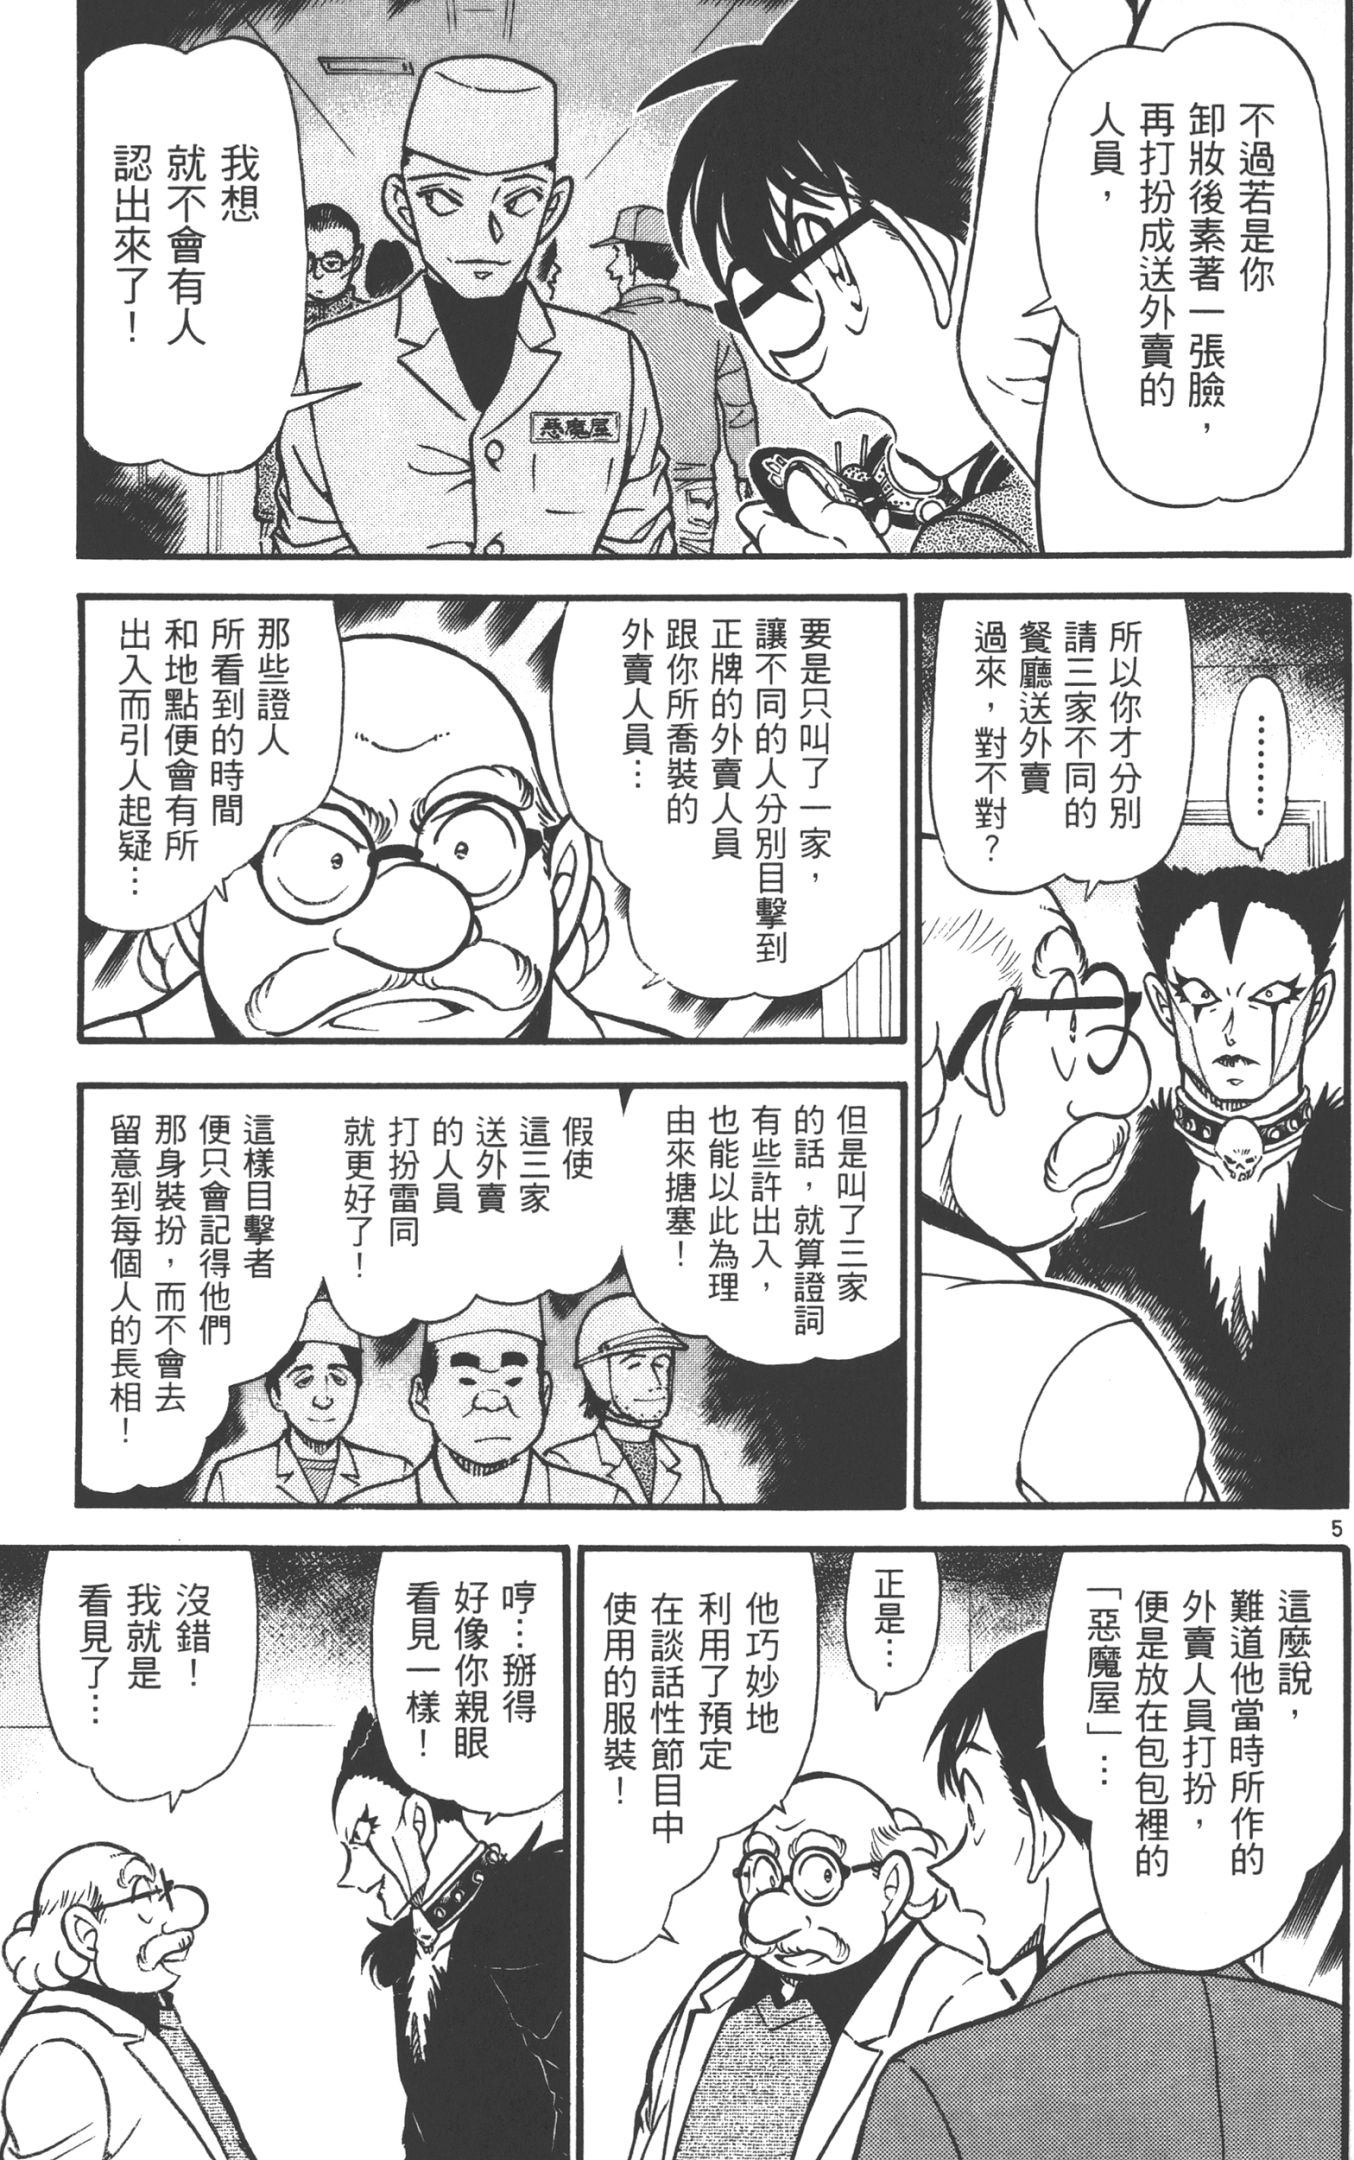 不過若是你
卸妝後素著一張臉，
再打扮成送外賣的
人員，
我想
就不會有人
認出來了！
惡魔屋
所以你才分別
請三家不同的
餐廳送外賣
過來，對不對？
………
要是只叫了一家，
讓不同的人分別目擊到
正牌的外賣人員
跟你所喬裝的
外賣人員…
那些證人
所看到的時間
和地點便會有所
出入而引人起疑…
但是叫了三家
的話，就算證詞
有些許出入，
也能以此為理
由來搪塞！
假使
這三家
送外賣
的人員
打扮雷同
就更好了！
這樣目擊者
便只會記得他們
那身裝扮，而不會去
留意到每個人的長相！
5
這麼說，
難道他當時所作的
外賣人員打扮，
便是放在包包裡的
「惡魔屋」…
正是…
他巧妙地
利用了預定
在談話性節目中
使用的服裝！
哼…掰得
好像你親眼
看見一樣！
沒錯！
我就是
看見了…